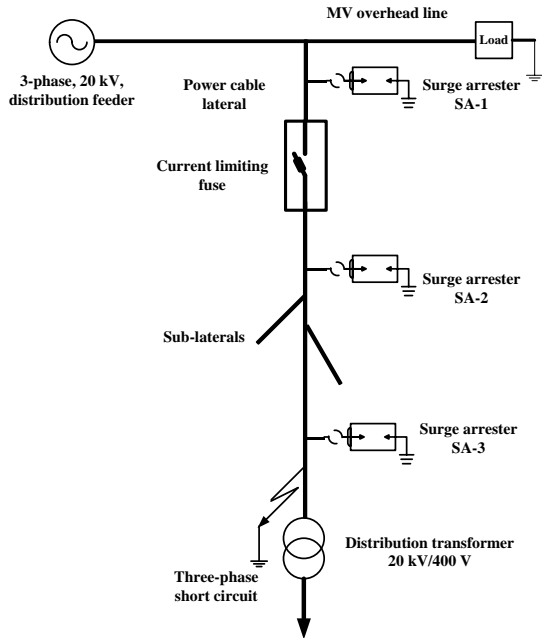 MV overhead line
Load
3-phase, 20 kV,
distribution feeder
Power cable
lateral
Surge arrester
SA-1
Current limiting
fuse
Surge arrester
SA-2
Sub-laterals
Surge arrester
SA-3
Distribution transformer
20 kV/400 V
Three-phase
short circuit